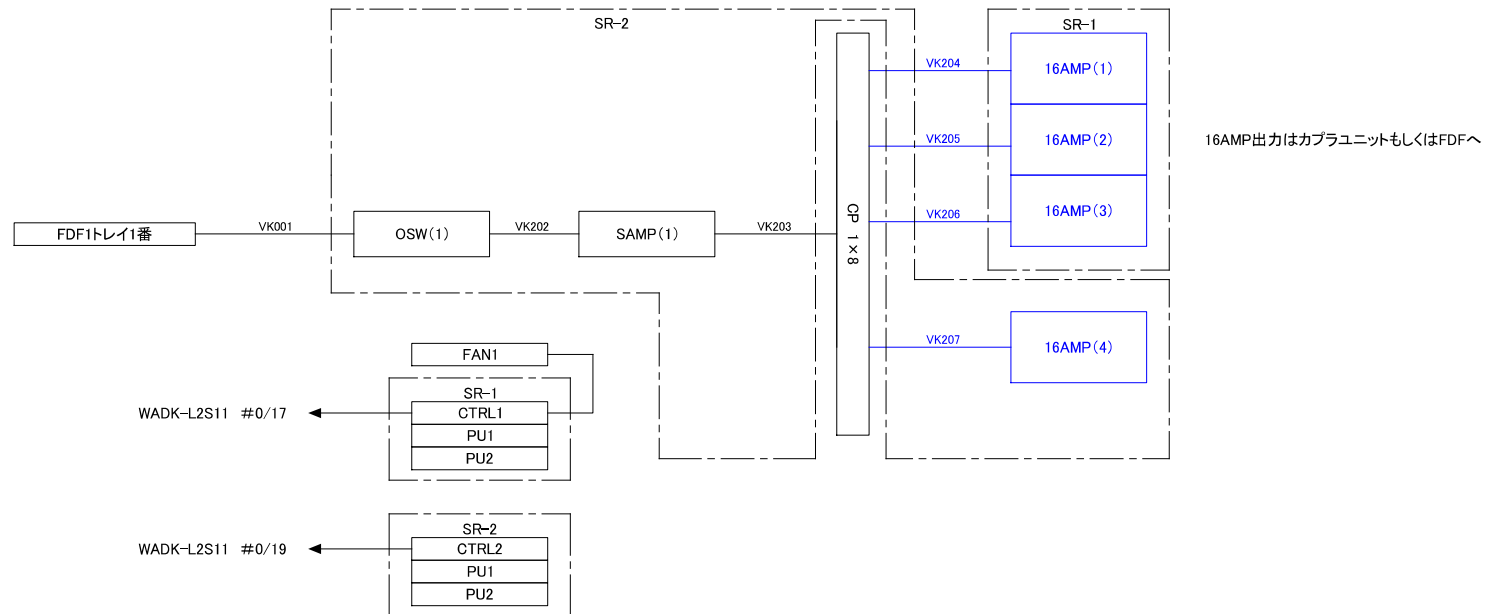 SR-2
SR-1
VK204
16AMP(1)
VK205
16AMP(2)
16AMP出力はカプラユニットもしくはFDFへ
VK206
16AMP(3)
FDF1トレイ1番
VK001
OSW(1)
VK202
SAMP(1)
VK203
CP 1×8
VK207
16AMP(4)
FAN1
SR-1
WADK-L2S11 #0/17
CTRL1
PU1
PU2
SR-2
WADK-L2S11 #0/19
CTRL2
PU1
PU2